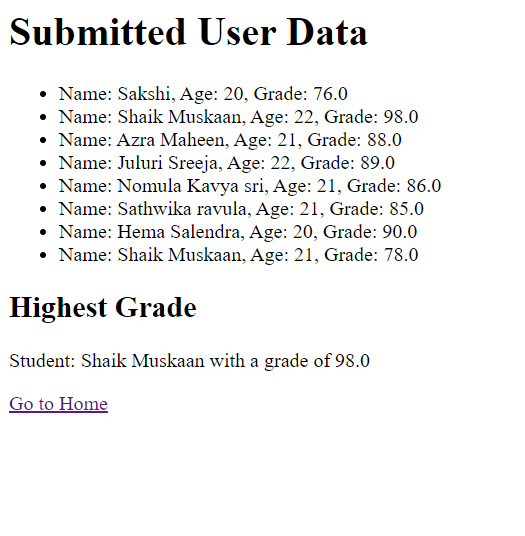 Submitted User Data
Name: Sakshi, Age: 20, Grade: 76.0
Name: Shaik Muskaan, Age: 22, Grade: 98.0
Name: Azra Maheen, Age: 21, Grade: 88.0
Name: Juluri Sreeja, Age: 22, Grade: 89.0
Name: Nomula Kavya sri, Age: 21, Grade: 86.0
Name: Sathwika ravula, Age: 21, Grade: 85.0
Name: Hema Salendra, Age: 20, Grade: 90.0
Name: Shaik Muskaan, Age: 21, Grade: 78.0
Highest Grade
Student: Shaik Muskaan with a grade of 98.0
Go to Home